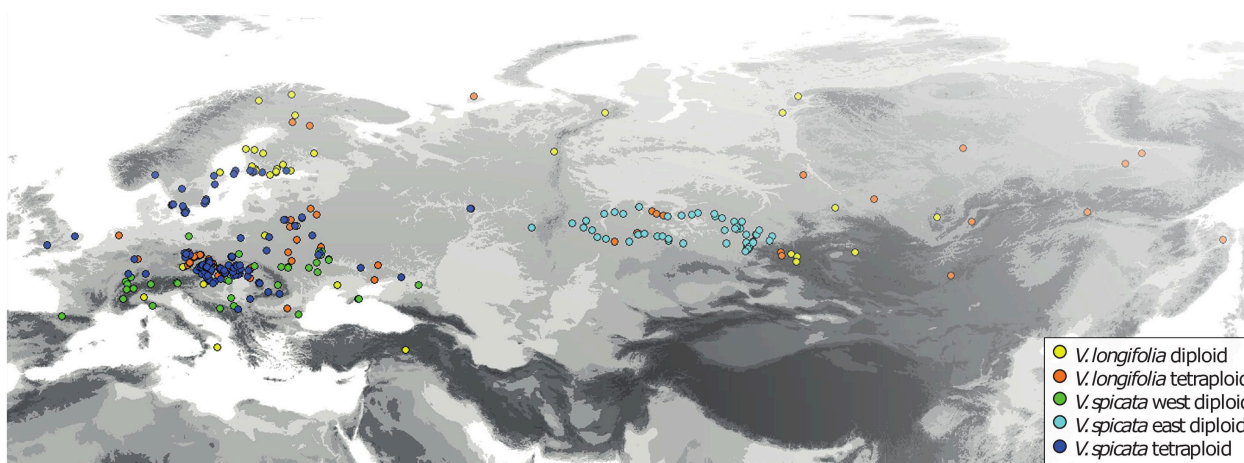 V. longifolia diploid
V. longifolia tetraploid
V. spicata west diploid
V. spicata east diploid
V. spicata tetraploid